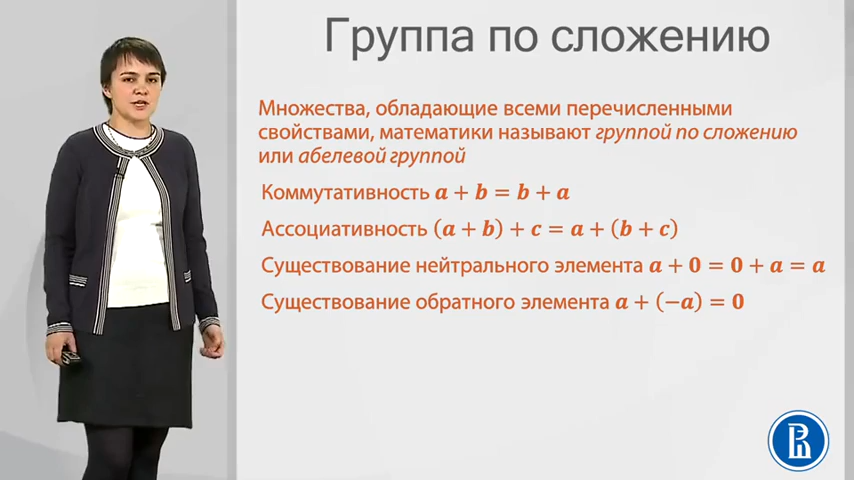 Группа по сложению
Множества, обладающие всеми перечисленными
свойствами, математики называют группой по сложению
или абелевой группой
Коммутативность a + b = b + a
Ассоциативность (a + b) + c = a + (b + c)
Существование нейтрального элемента a + 0 = 0 + a = a
Существование обратного элемента a + (−a) = 0